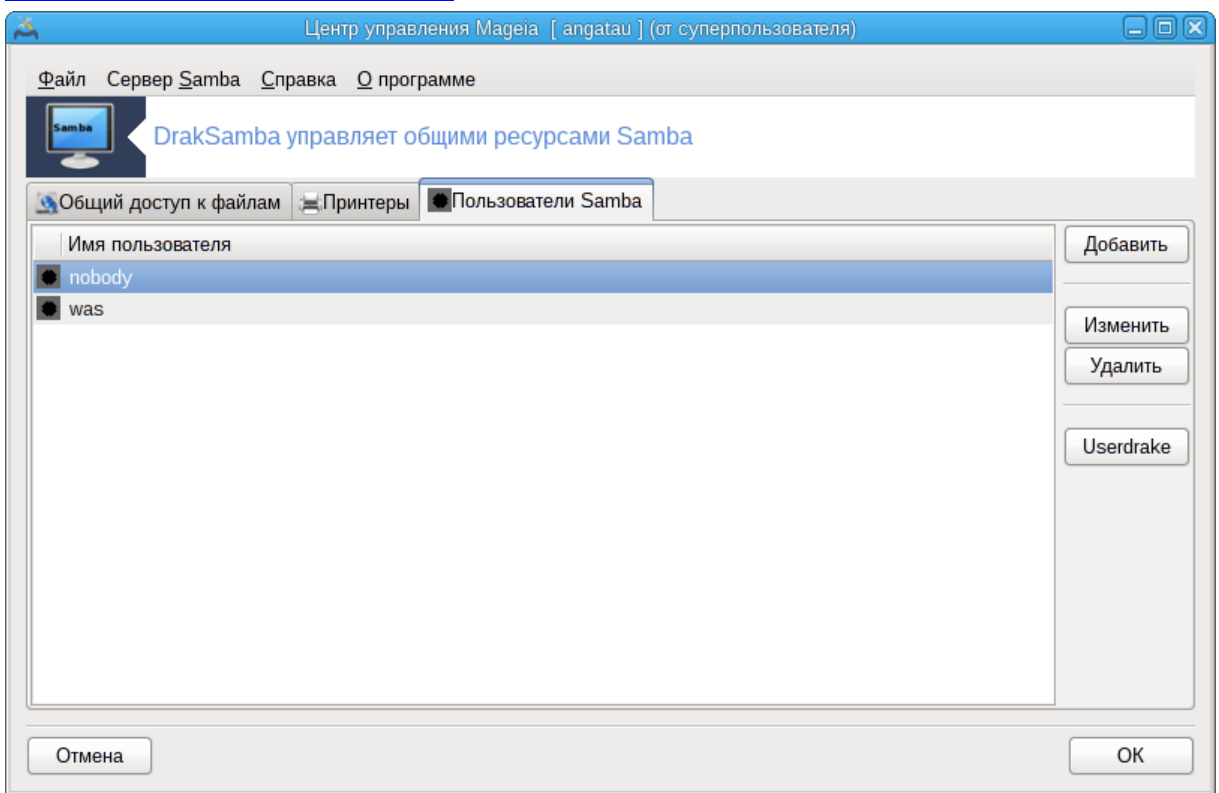 Центр управления Mageia [ angatau ] (от суперпользователя)
Файл Сервер Samba Справка О программе
Samba
DrakSamba управляет общими ресурсами Samba
Общий доступ к файлам Принтеры Пользователи Samba
Имя пользователя
Добавить
nobody
was
Изменить
Удалить
Userdrake
Отмена
ОК